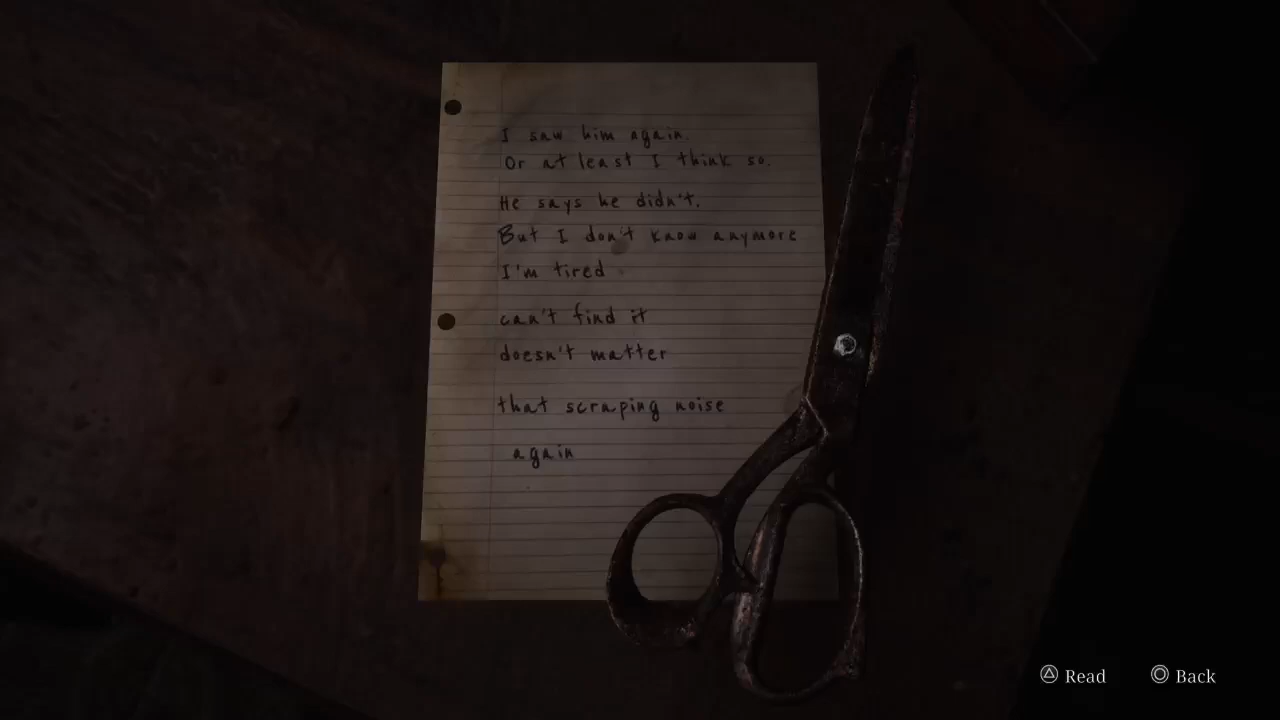 I saw him again.
Or at least I think so.
He says he didn't.
But I don't know anymore
I'm tired
can't find it
doesn't matter
that scraping noise
again
Read
Back